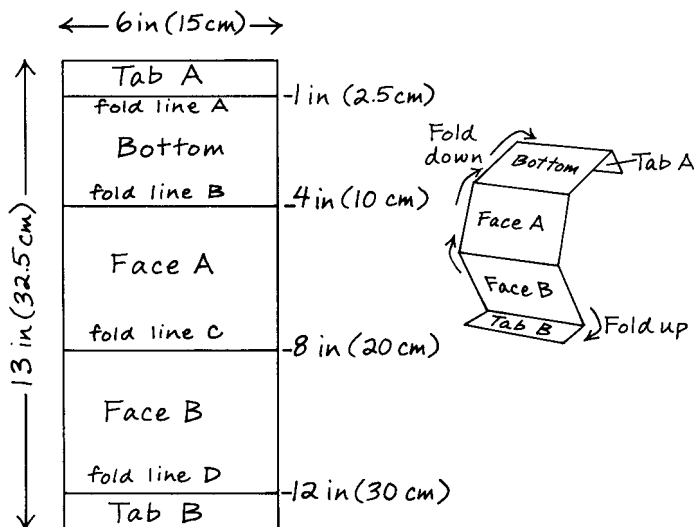 6 in (15cm)
Tab A
1 in (2.5 cm)
fold line A
Bottom
fold line B
4 in (10 cm)
Face A
fold line C
8 in (20 cm)
Face B
fold line D
12 in (30 cm)
Tab B
13 in (32.5 cm)
Fold
down
Bottom
Tab A
Face A
Face B
Tab B
Fold up